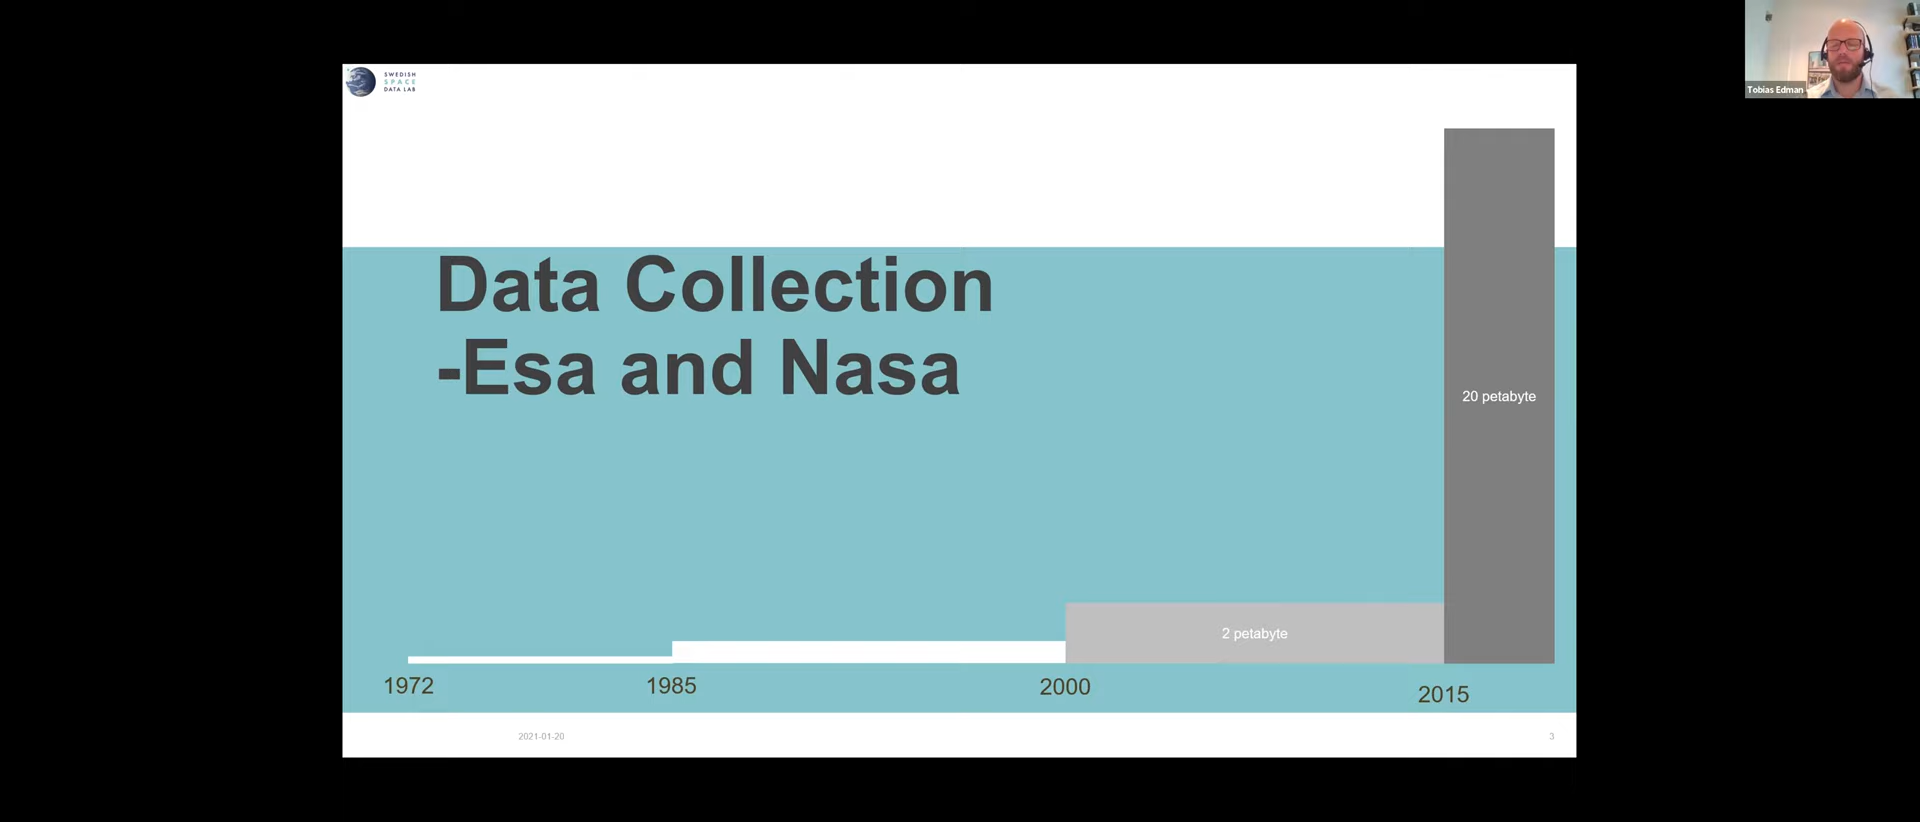 SWEDISH
SPACE
DATA LAB
Tobias Edman
Data Collection
-Esa and Nasa
20 petabyte
2 petabyte
1972
1985
2000
2015
2021-01-20
3